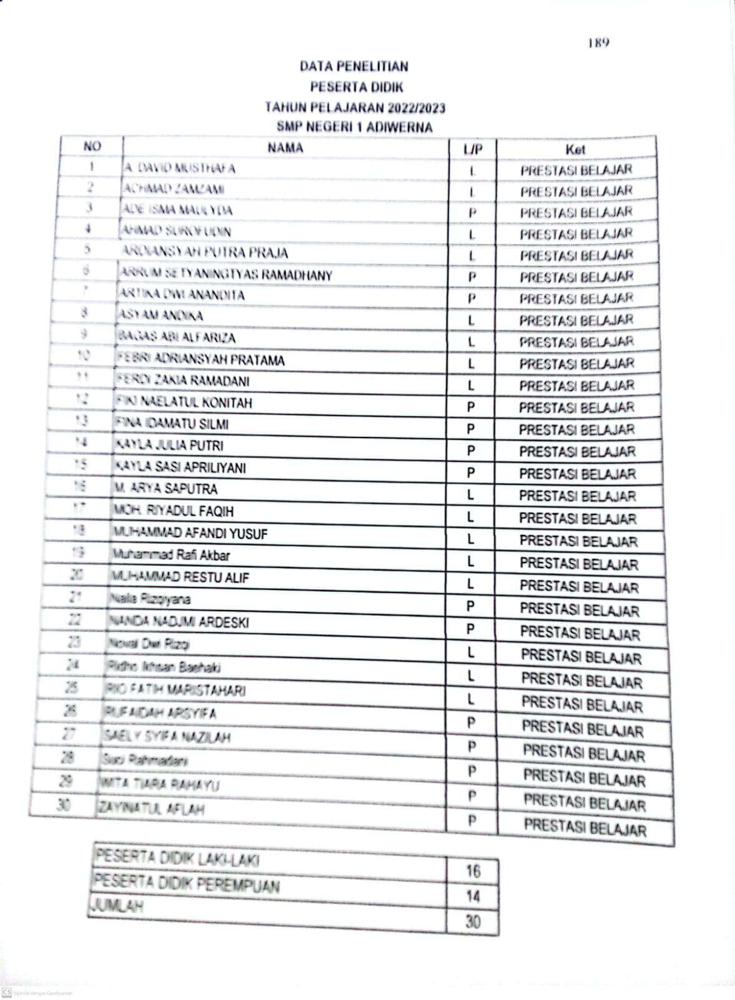 189
DATA PENELITIAN
PESERTA DIDIK
TAHUN PELAJARAN 2022/2023
SMP NEGERI 1 ADIWERNA
NO NAMA L/P Ket
1 A. DAVID MUSTHAFA L PRESTASI BELAJAR
2 ACHMAD ZAMZAMI L PRESTASI BELAJAR
3 ADE ISMA MAULYDA P PRESTASI BELAJAR
4 AHMAD SUROFUDIN L PRESTASI BELAJAR
5 ARDIANSYAH PUTRA PRAJA L PRESTASI BELAJAR
6 ARRUM SETYANINGTYAS RAMADHANY P PRESTASI BELAJAR
7 ARTIKA DWI ANANDITA P PRESTASI BELAJAR
8 ASYAM ANDIKA L PRESTASI BELAJAR
9 BAGAS ABI ALFARIZA L PRESTASI BELAJAR
10 FEBRI ADRIANSYAH PRATAMA L PRESTASI BELAJAR
11 FERDI ZAKIA RAMADANI L PRESTASI BELAJAR
12 FIKI NAELATUL KONITAH P PRESTASI BELAJAR
13 FINA IDAMATU SILMI P PRESTASI BELAJAR
14 KAYLA JULIA PUTRI P PRESTASI BELAJAR
15 KAYLA SASI APRILIYANI P PRESTASI BELAJAR
16 M. ARYA SAPUTRA L PRESTASI BELAJAR
17 MOH. RIYADUL FAQIH L PRESTASI BELAJAR
18 MUHAMMAD AFANDI YUSUF L PRESTASI BELAJAR
19 Muhammad Rafi Akbar L PRESTASI BELAJAR
20 MUHAMMAD RESTU ALIF L PRESTASI BELAJAR
21 Naila Rizqiyana P PRESTASI BELAJAR
22 NANDA NADJMI ARDESKI P PRESTASI BELAJAR
23 Noval Dwi Rizqi L PRESTASI BELAJAR
24 Ridho Ikhsan Baehaki L PRESTASI BELAJAR
25 RIO FATIH MARISTAHARI L PRESTASI BELAJAR
26 RUFAIDAH ARSYIFA P PRESTASI BELAJAR
27 SAELY SYIFA NAZILAH P PRESTASI BELAJAR
28 Suci Rahmadani P PRESTASI BELAJAR
29 WITA TIARA RAHAYU P PRESTASI BELAJAR
30 ZAYINATUL AFLAH P PRESTASI BELAJAR
PESERTA DIDIK LAKI-LAKI 16
PESERTA DIDIK PEREMPUAN 14
JUMLAH 30
CS Dipindai dengan CamScanner